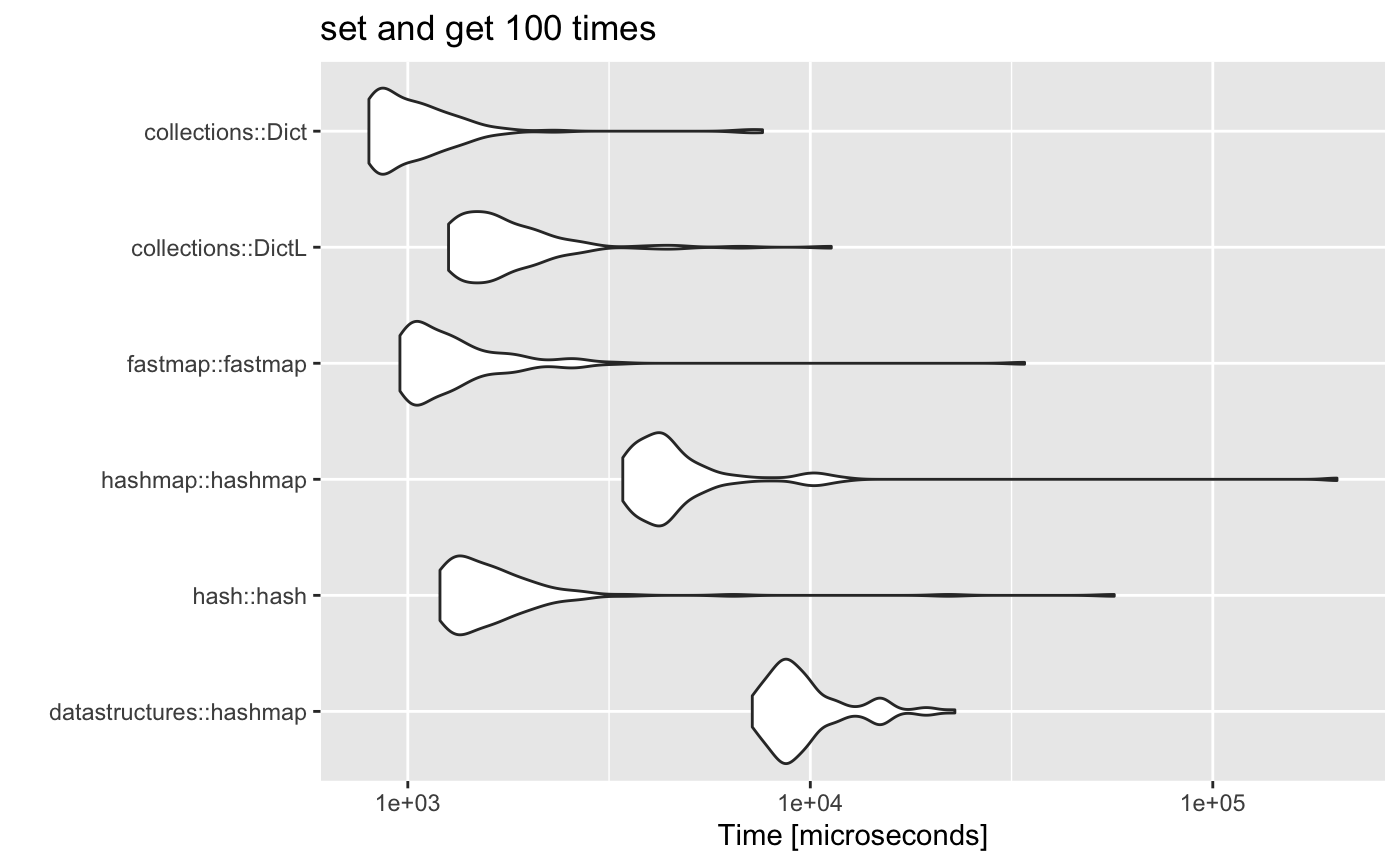 set and get 100 times
collections::Dict
collections::DictL
fastmap::fastmap
hashmap::hashmap
hash::hash
datastructures::hashmap
1e+03 1e+04 1e+05
Time [microseconds]